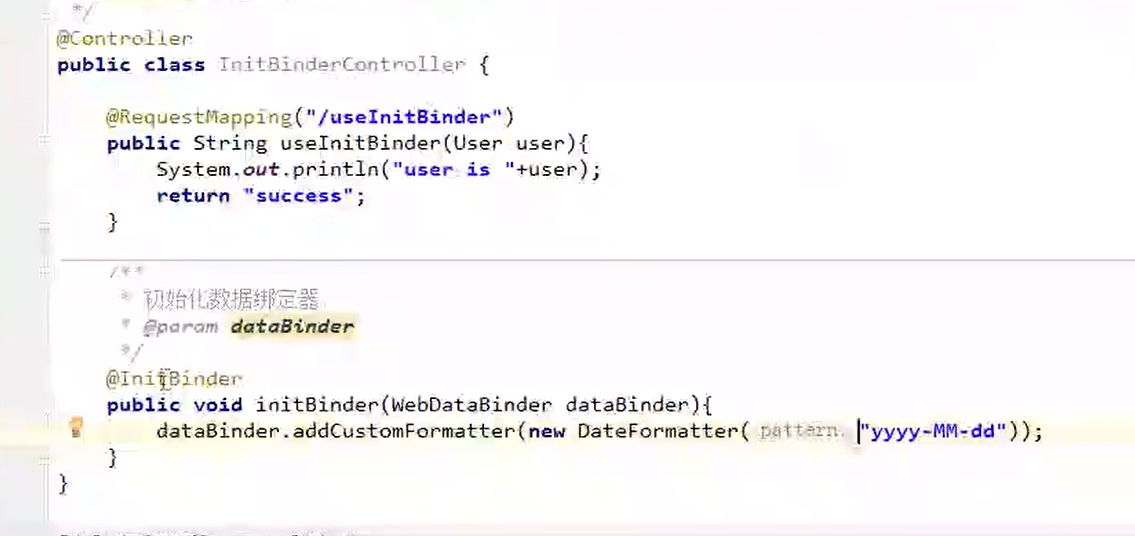 */
@Controller
public class InitBinderController {
@RequestMapping("/useInitBinder")
public String useInitBinder(User user){
System.out.println("user is "+user);
return "success";
}
/**
* 初始化数据绑定器
* @param dataBinder
*/
@InitBinder
public void initBinder(WebDataBinder dataBinder){
dataBinder.addCustomFormatter(new DateFormatter( pattern: "yyyy-MM-dd"));
}
}